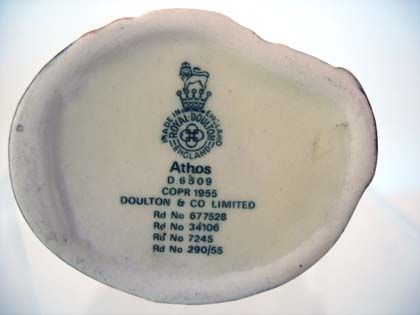 MADE IN ENGLAND
ROYAL DOULTON
ENGLAND
Athos
D 6509
COPR 1955
DOULTON & CO LIMITED
Rd No 677528
Rd No 34106
Rd No 7245
Rd No 290/55